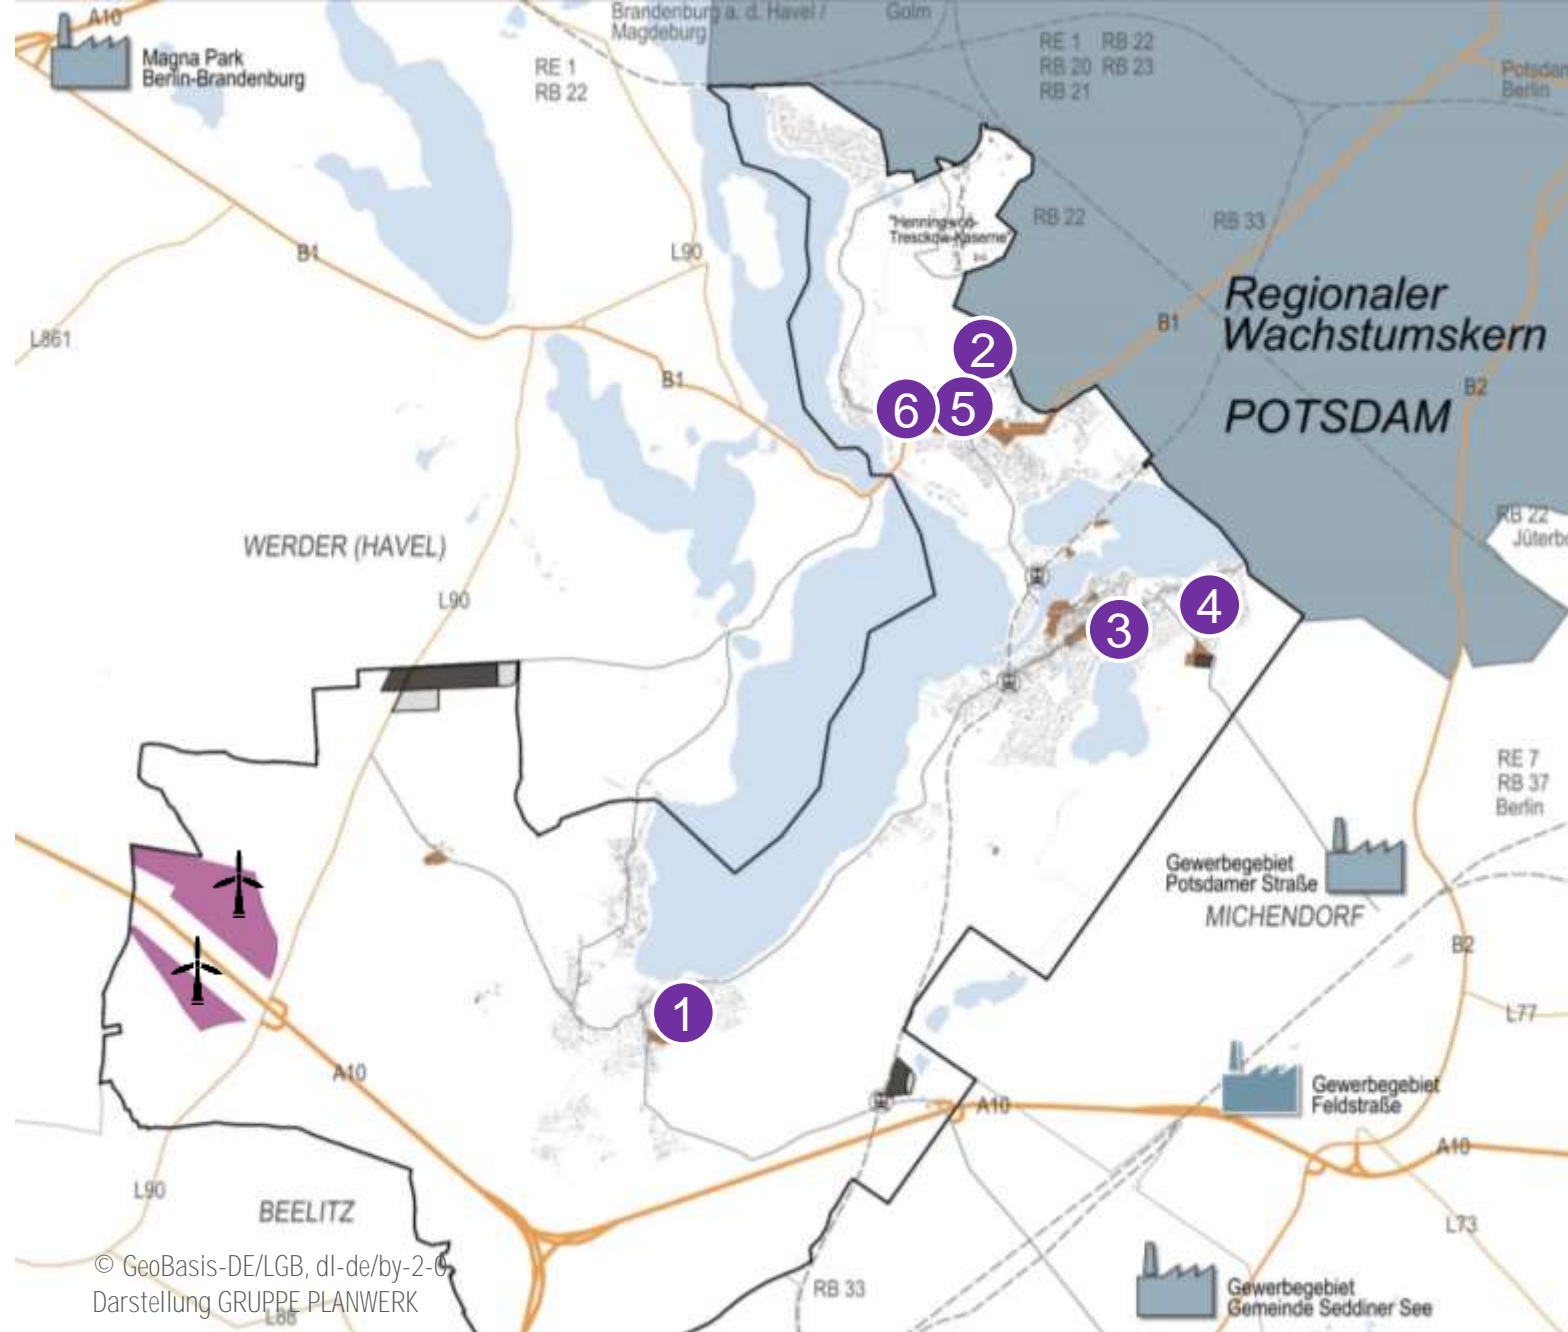 A10
Brandenburg a. d. Havel /
Magdeburg
Golm
Magna Park
Berlin-Brandenburg
RE 1
RB 22
RE 1 RB 22
RB 20 RB 23
RB 21
Potsdam
Berlin
"Henning-von-
Tresckow-Kaserne"
RB 22
RB 33
B1
L90
L861
Regionaler
Wachstumskern
POTSDAM
B1
B1
B2
2
6
5
WERDER (HAVEL)
RB 22
L90
4
3
RE 7
RB 37
Berlin
Gewerbegebiet
Potsdamer Straße
MICHENDORF
B2
1
L77
A10
A10
Gewerbegebiet
Feldstraße
A10
L90
BEELITZ
L73
© GeoBasis-DE/LGB, dl-de/by-2-0,
Darstellung GRUPPE PLANWERK
L88
RB 33
Gewerbegebiet
Gemeinde Seddiner See